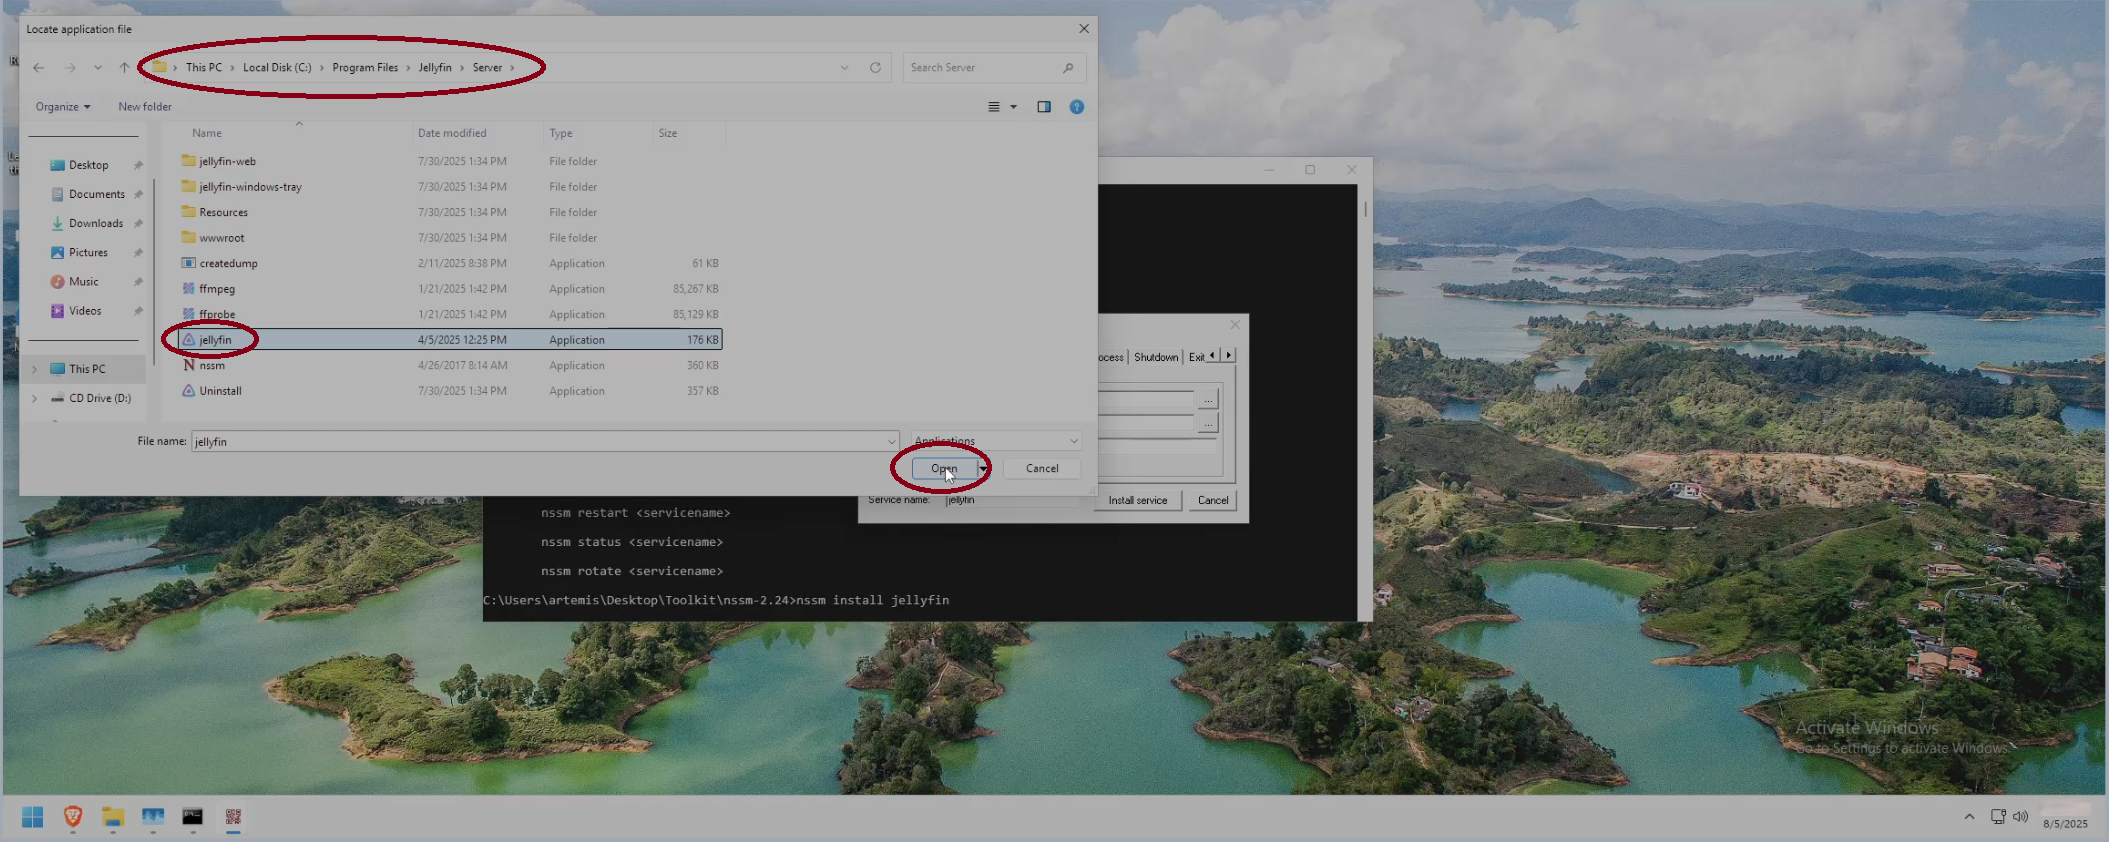 Locate application file
This PC > Local Disk (C:) > Program Files > Jellyfin > Server >
Search Server
Organize
New folder
Name
Date modified
Type
Size
Desktop
Documents
Downloads
Pictures
Music
Videos
This PC
CD Drive (D:)
jellyfin-web 7/30/2025 1:34 PM File folder
jellyfin-windows-tray 7/30/2025 1:34 PM File folder
Resources 7/30/2025 1:34 PM File folder
wwwroot 7/30/2025 1:34 PM File folder
createdump 2/11/2025 8:38 PM Application 61 KB
ffmpeg 1/21/2025 1:42 PM Application 85,267 KB
ffprobe 1/21/2025 1:42 PM Application 85,129 KB
jellyfin 4/5/2025 12:25 PM Application 176 KB
nssm 4/26/2017 8:14 AM Application 360 KB
Uninstall 7/30/2025 1:34 PM Application 357 KB
File name: jellyfin
Applications
Open
Cancel
ocess
Shutdown
Exit
...
...
Service name: jellyfin
Install service
Cancel
nssm restart <servicename>
nssm status <servicename>
nssm rotate <servicename>
C:\Users\artemis\Desktop\Toolkit\nssm-2.24>nssm install jellyfin
Activate Windows
Go to Settings to activate Windows.
8/5/2025